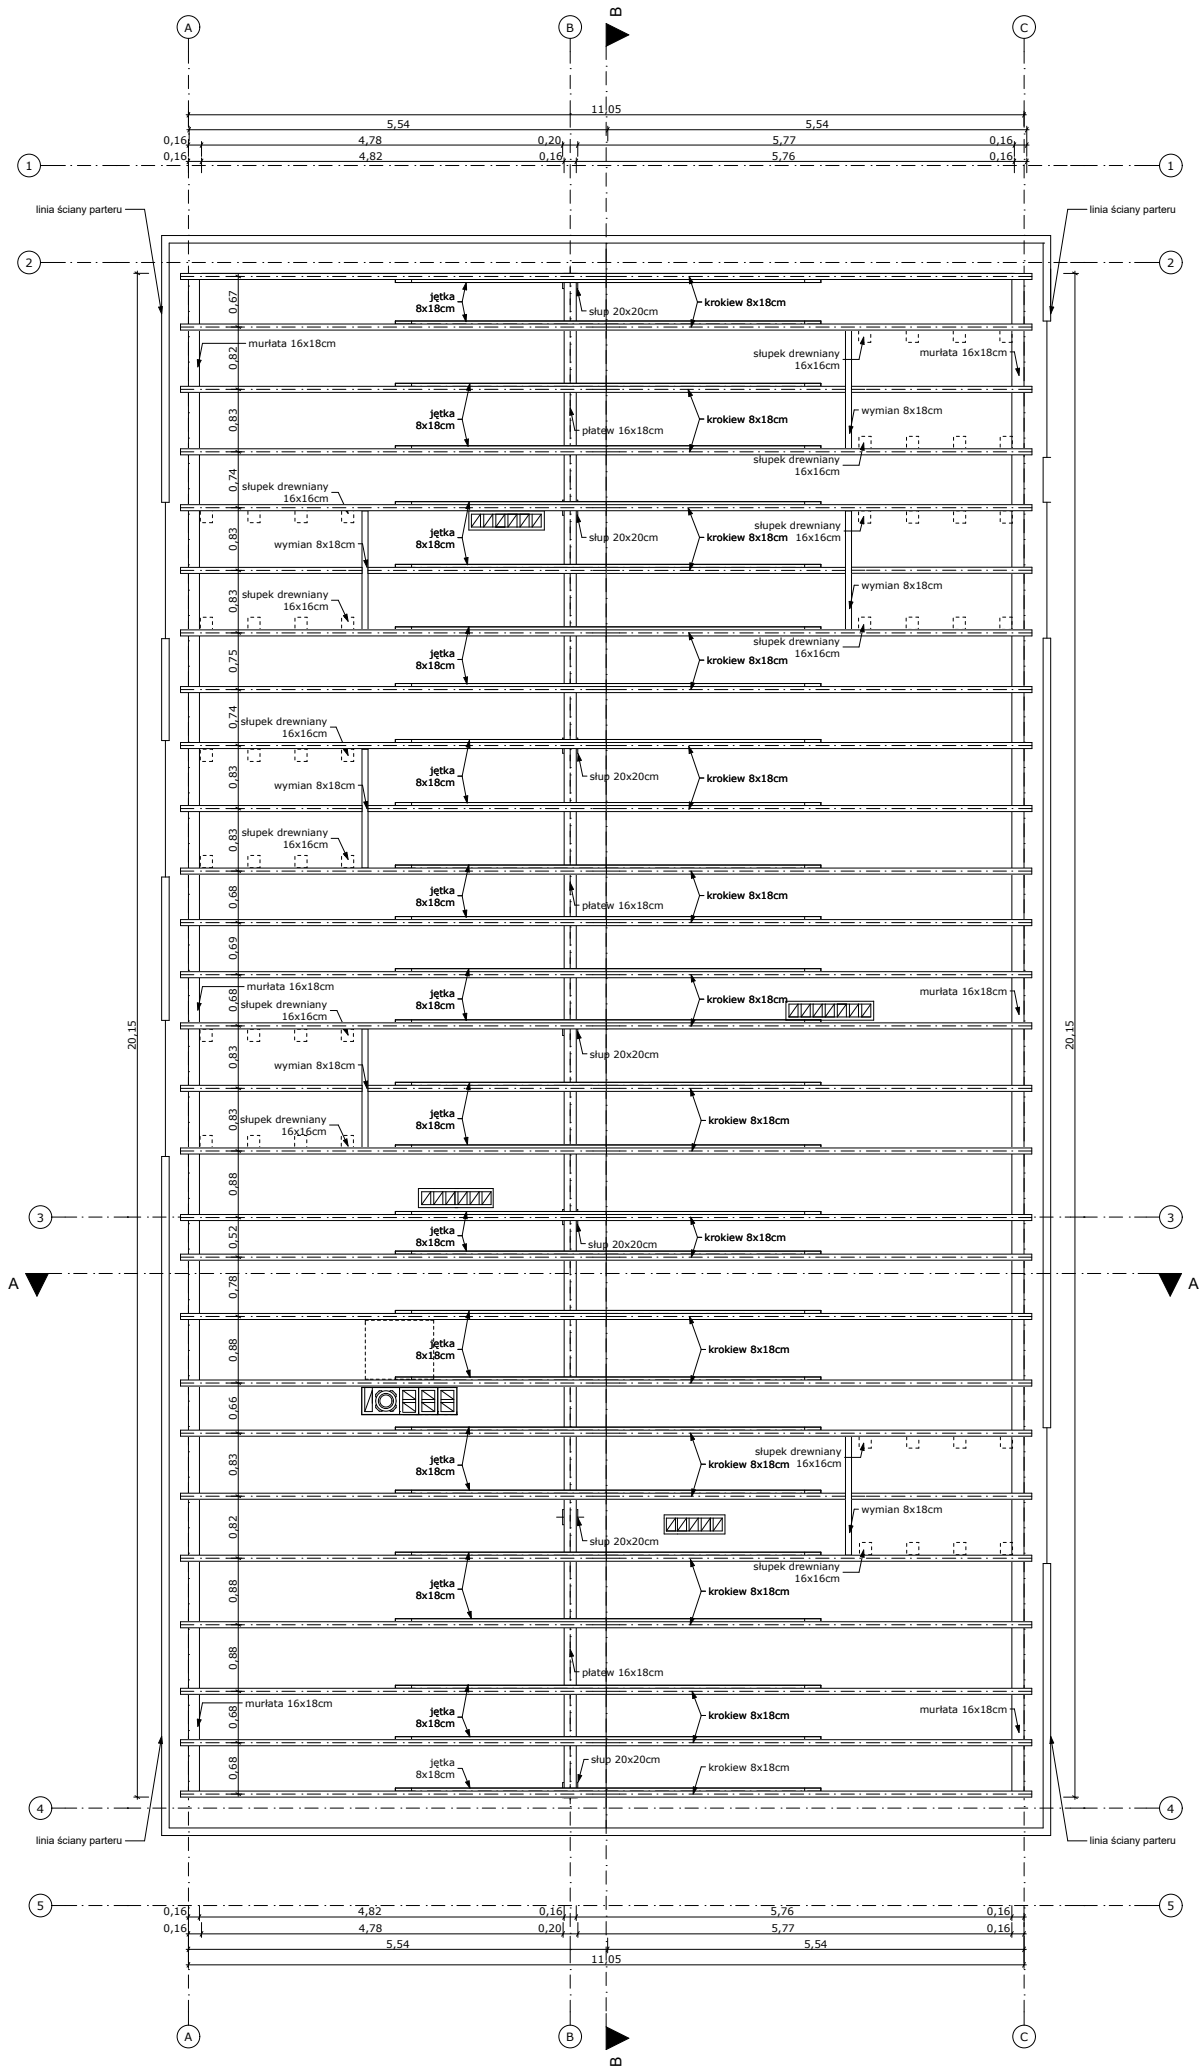 A
B
B
C
11,05
5,54
5,54
0,16
4,78
0,20
5,77
0,16
0,16
4,82
0,16
5,76
0,16
1
1
linia ściany parteru
linia ściany parteru
2
2
0,67
jętka
8x18cm
słup 20x20cm
krokiew 8x18cm
murłata 16x18cm
0,82
słupek drewniany
16x16cm
murłata 16x18cm
0,83
jętka
8x18cm
płatew 16x18cm
krokiew 8x18cm
wymian 8x18cm
0,74
słupek drewniany
16x16cm
słupek drewniany
16x16cm
0,83
wymian 8x18cm
jętka
8x18cm
słup 20x20cm
krokiew 8x18cm
słupek drewniany
16x16cm
0,83
słupek drewniany
16x16cm
wymian 8x18cm
0,75
jętka
8x18cm
krokiew 8x18cm
słupek drewniany
16x16cm
0,74
słupek drewniany
16x16cm
0,83
wymian 8x18cm
jętka
8x18cm
słup 20x20cm
krokiew 8x18cm
0,83
słupek drewniany
16x16cm
0,68
jętka
8x18cm
płatew 16x18cm
krokiew 8x18cm
0,69
murłata 16x18cm
0,68
słupek drewniany
16x16cm
jętka
8x18cm
krokiew 8x18cm
murłata 16x18cm
20,15
20,15
0,83
wymian 8x18cm
słup 20x20cm
0,83
słupek drewniany
16x16cm
jętka
8x18cm
krokiew 8x18cm
0,88
3
3
0,52
jętka
8x18cm
słup 20x20cm
krokiew 8x18cm
A
A
0,78
0,88
jętka
8x18cm
krokiew 8x18cm
0,66
0,83
jętka
8x18cm
krokiew 8x18cm
słupek drewniany
16x16cm
0,82
słup 20x20cm
wymian 8x18cm
słupek drewniany
16x16cm
0,88
jętka
8x18cm
krokiew 8x18cm
0,88
płatew 16x18cm
murłata 16x18cm
0,68
jętka
8x18cm
krokiew 8x18cm
murłata 16x18cm
0,68
jętka
8x18cm
słup 20x20cm
krokiew 8x18cm
4
4
linia ściany parteru
linia ściany parteru
5
5
0,16
4,82
0,16
5,76
0,16
0,16
4,78
0,20
5,77
0,16
5,54
5,54
11,05
A
B
B
C